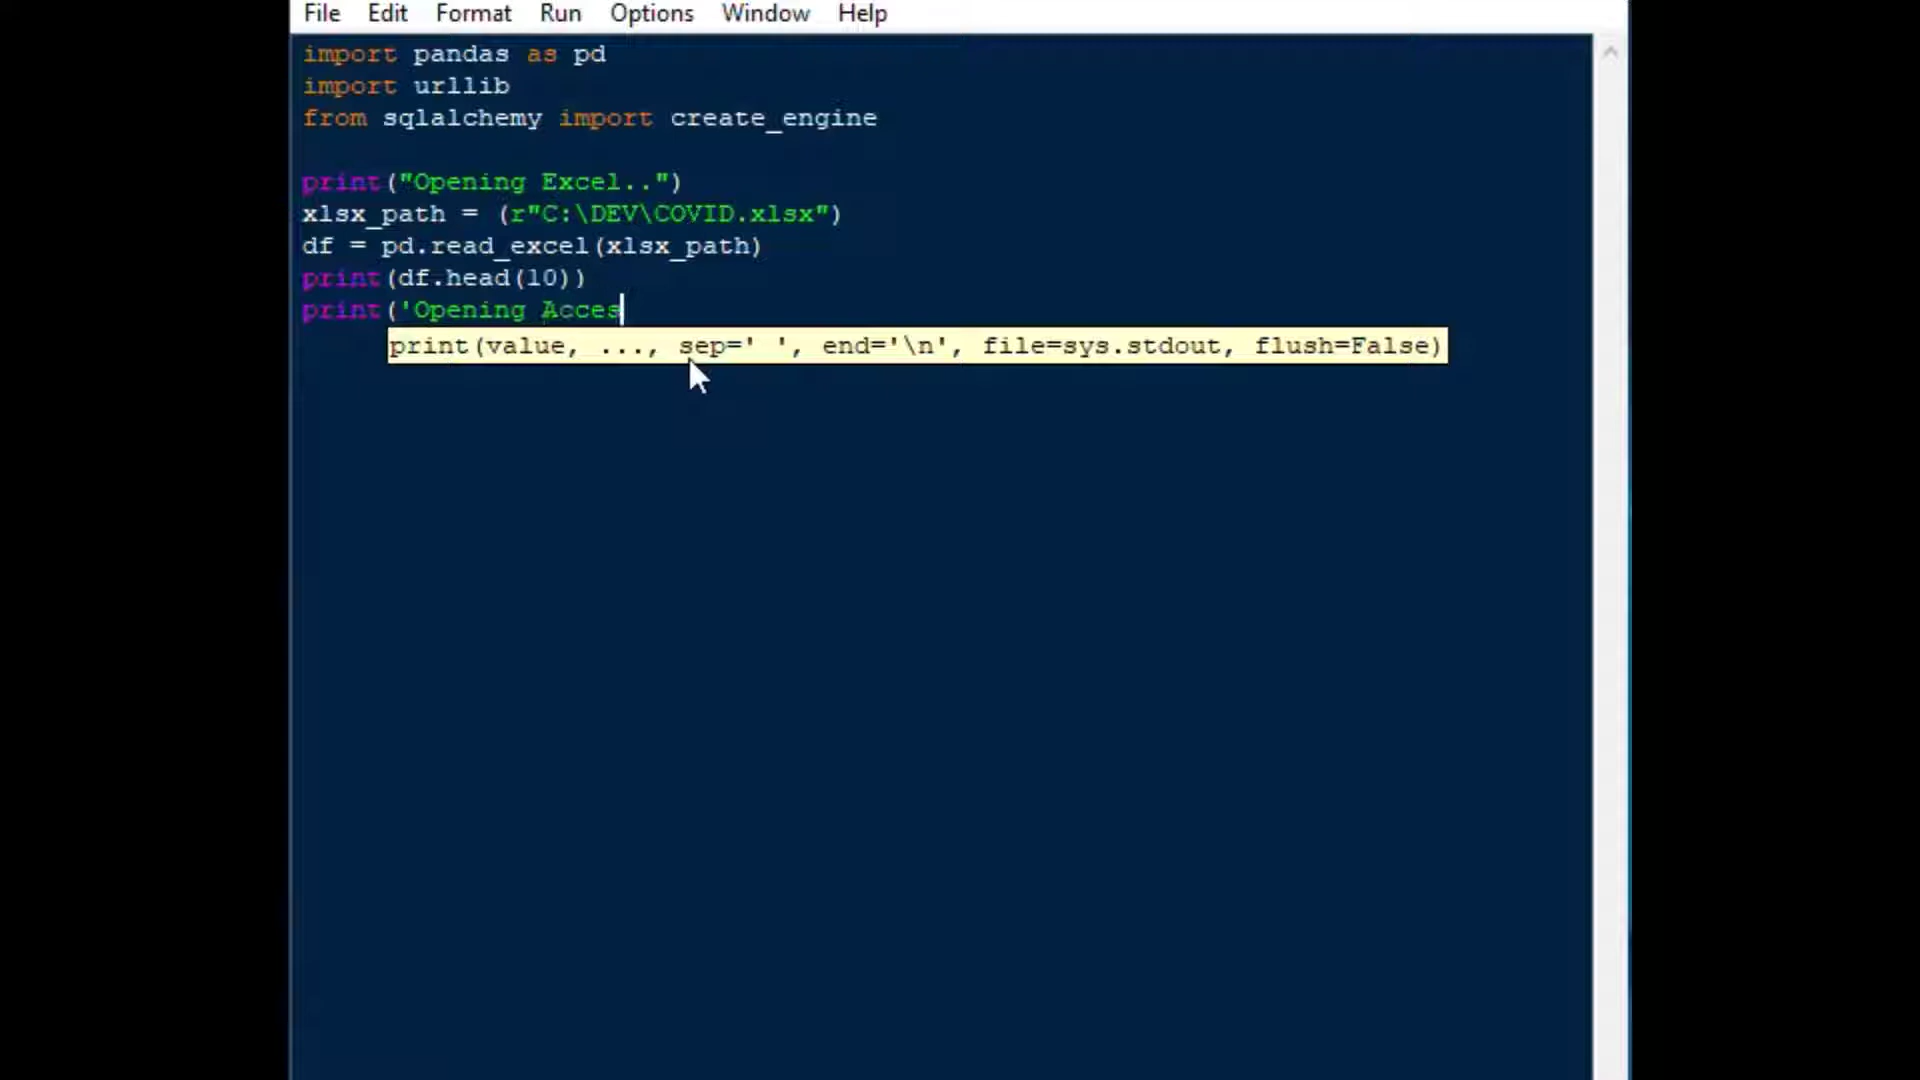 File Edit Format Run Options Window Help
import pandas as pd
import urllib
from sqlalchemy import create_engine
print("Opening Excel..")
xlsx_path = (r"C:\DEV\COVID.xlsx")
df = pd.read_excel(xlsx_path)
print(df.head(10))
print('Opening Acces
print(value, ..., sep=' ', end='\n', file=sys.stdout, flush=False)